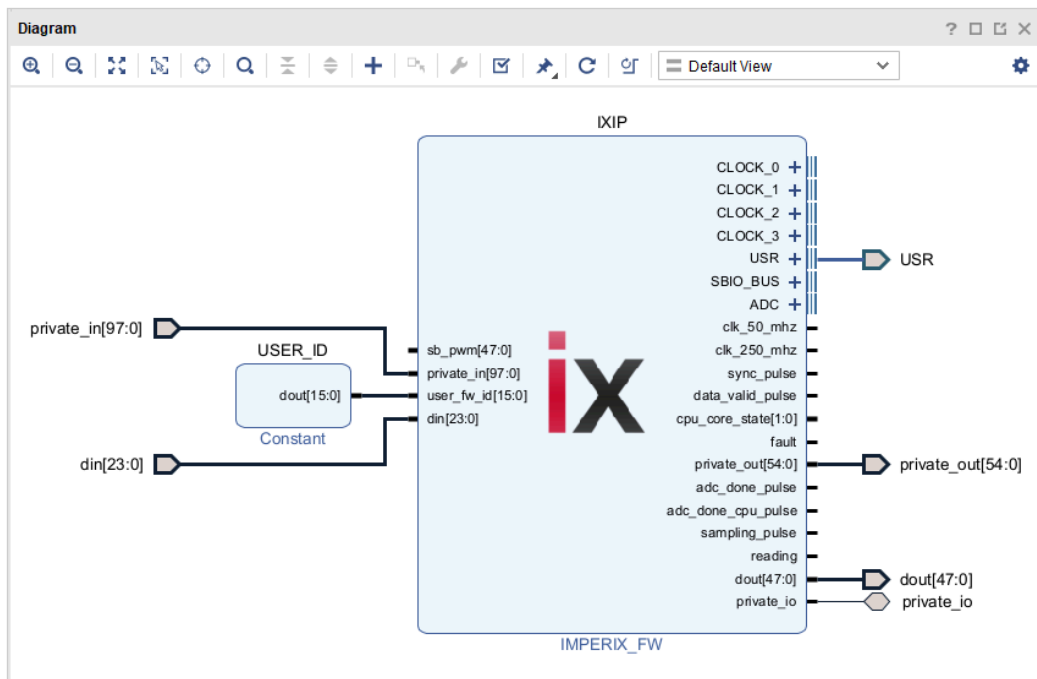 Diagram
Default View
IXIP
CLOCK_0
CLOCK_1
CLOCK_2
CLOCK_3
USR
USR
SBIO_BUS
ADC
private_in[97:0]
clk_50_mhz
USER_ID
sb_pwm[47:0]
clk_250_mhz
private_in[97:0]
sync_pulse
dout[15:0]
user_fw_id[15:0]
data_valid_pulse
din[23:0]
cpu_core_state[1:0]
Constant
fault
din[23:0]
private_out[54:0]
private_out[54:0]
adc_done_pulse
adc_done_cpu_pulse
sampling_pulse
reading
dout[47:0]
dout[47:0]
private_io
private_io
ix
IMPERIX_FW